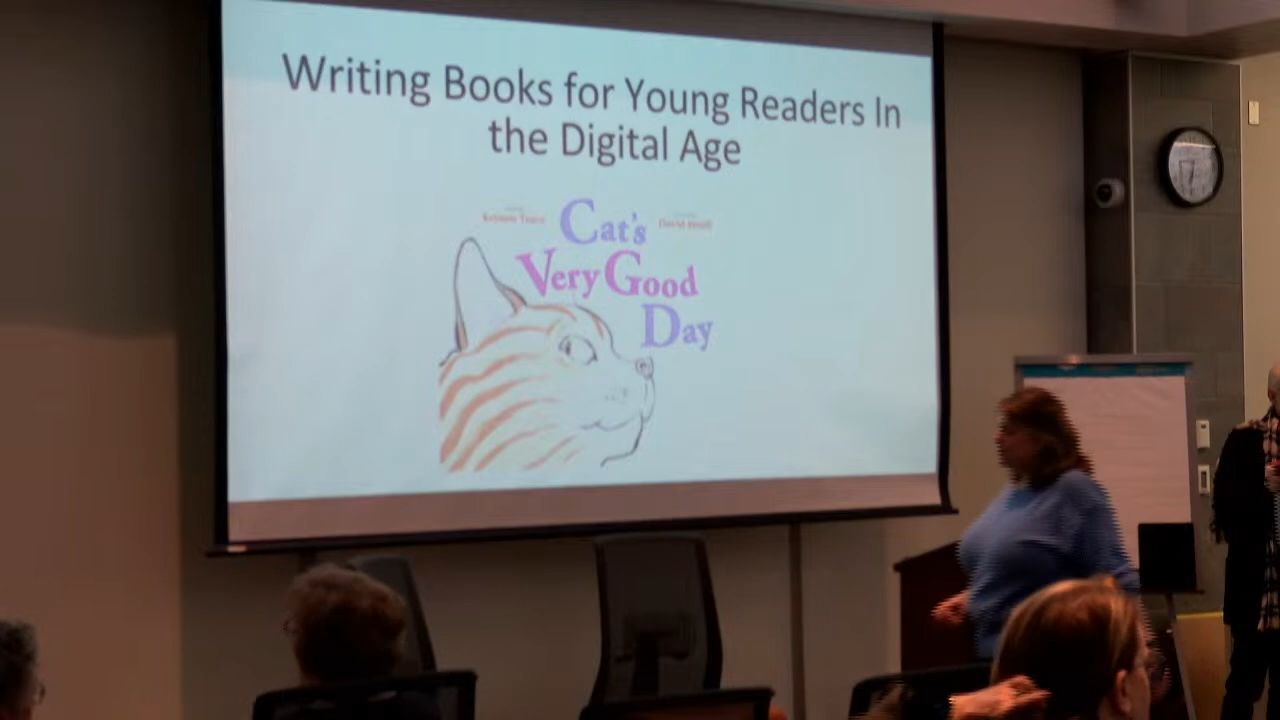 Writing Books for Young Readers In
the Digital Age
Cat's
Very Good
Day